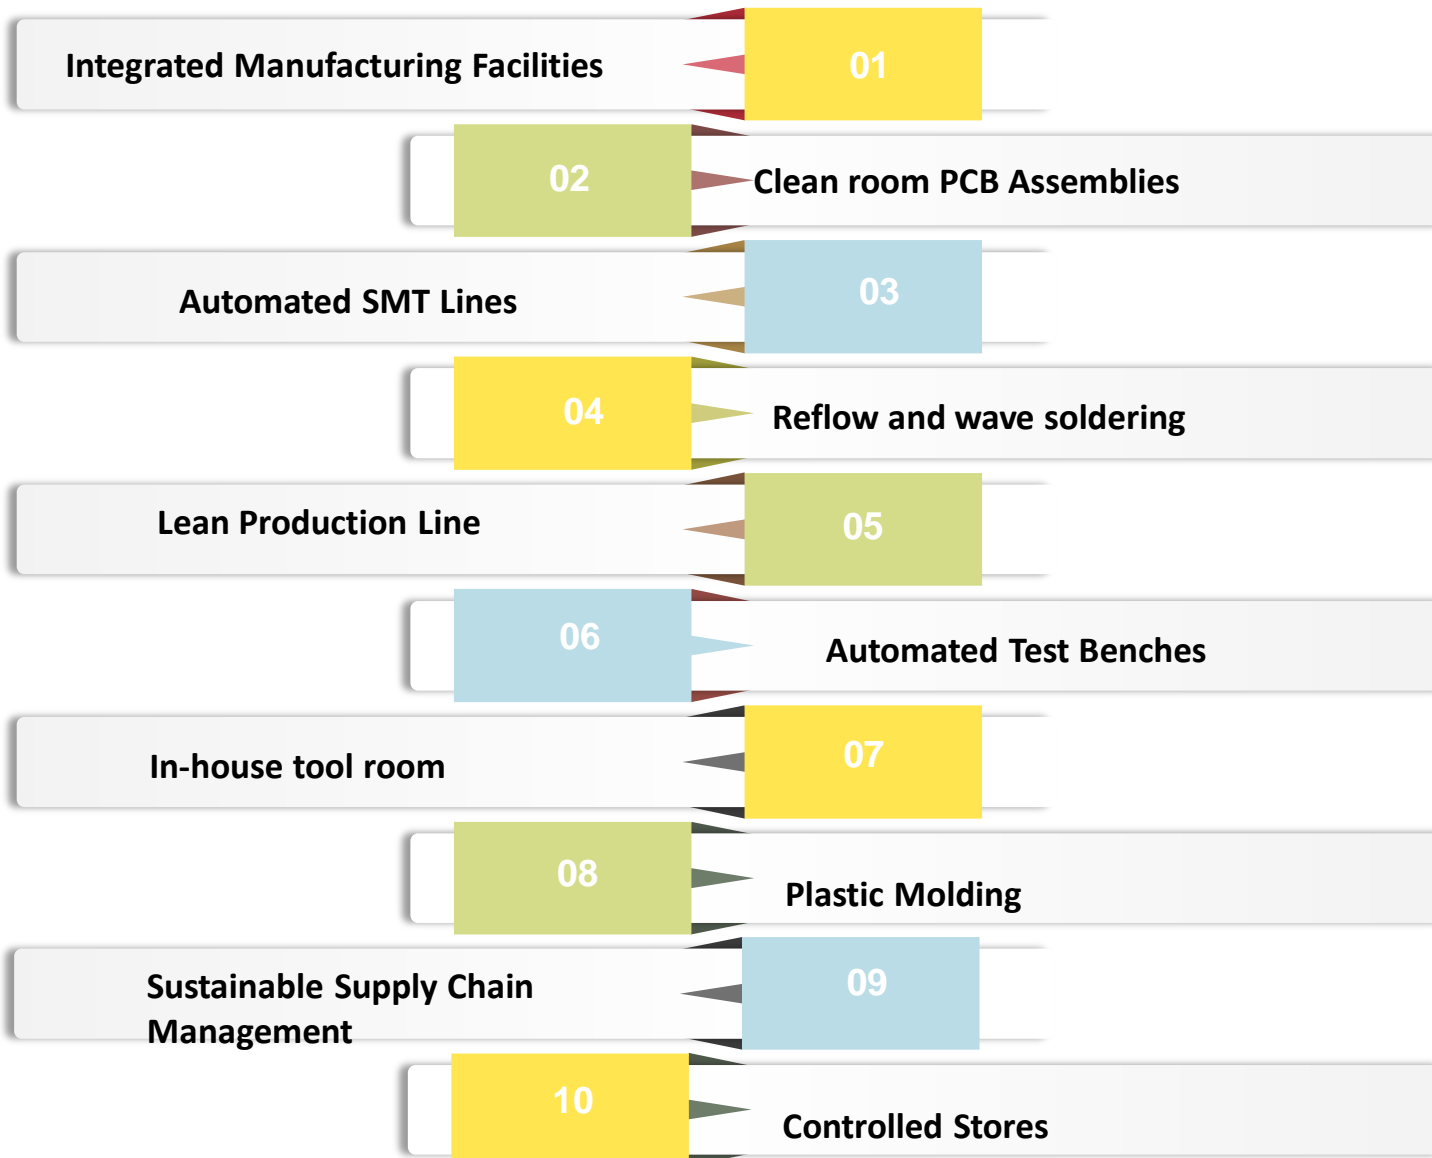 Integrated Manufacturing Facilities
01
02
Clean room PCB Assemblies
Automated SMT Lines
03
04
Reflow and wave soldering
Lean Production Line
05
06
Automated Test Benches
In-house tool room
07
08
Plastic Molding
Sustainable Supply Chain
Management
09
10
Controlled Stores